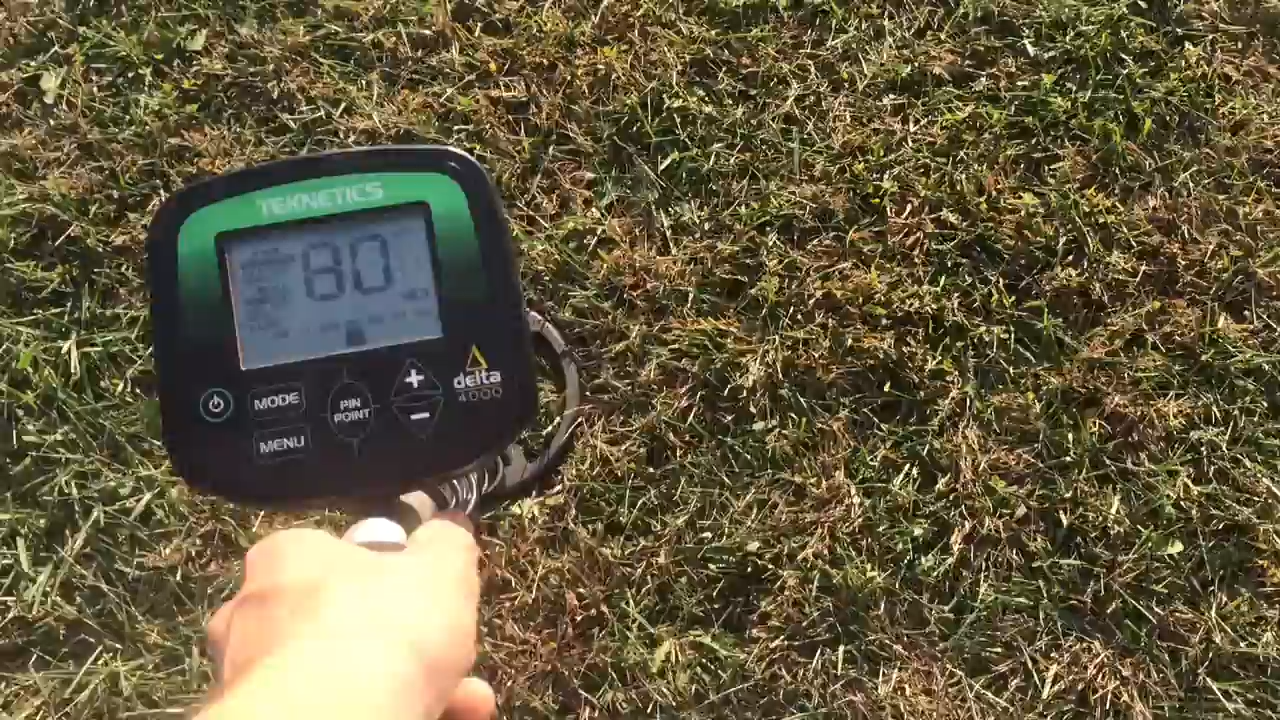 TEKNETICS
80
MODE
PIN
POINT
+
-
delta
4000
MENU